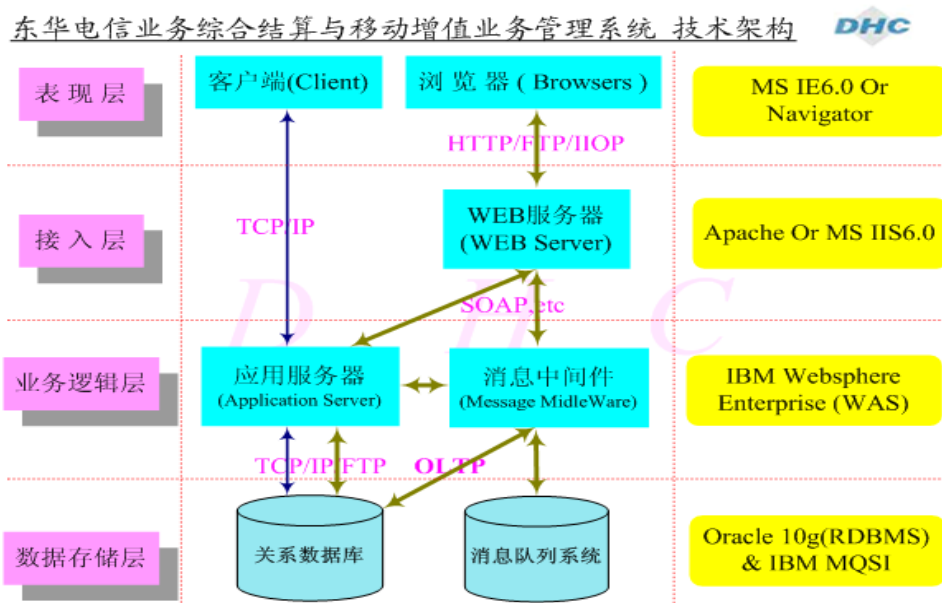 东华电信业务综合结算与移动增值业务管理系统 技术架构
DHC
表 现 层
客户端(Client)
浏 览 器 ( Browsers )
MS IE6.0 Or
Navigator
HTTP/FTP/IIOP
接 入 层
TCP/IP
WEB服务器
(WEB Server)
Apache Or MS IIS6.0
D H C
SOAP,etc
业务逻辑层
应用服务器
(Application Server)
消息中间件
(Message MidleWare)
IBM Websphere
Enterprise (WAS)
TCP/IP/FTP
OLTP
数据存储层
关系数据库
消息队列系统
Oracle 10g(RDBMS)
& IBM MQSI